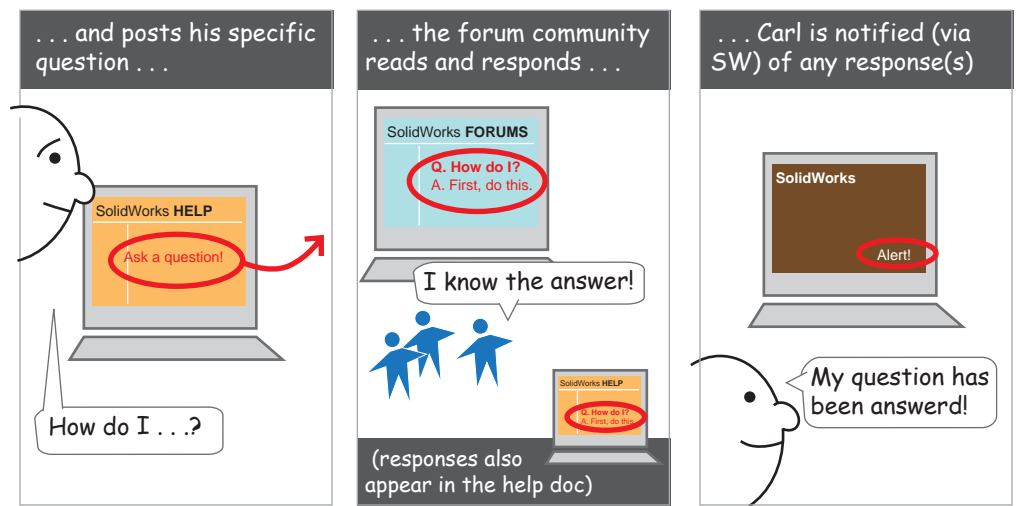 . . . and posts his specific
question . . .
SolidWorks HELP
Ask a question!
How do I . . .?
. . . the forum community
reads and responds . . .
SolidWorks FORUMS
Q. How do I?
A. First, do this.
I know the answer!
SolidWorks HELP
Q. How do I?
A. First, do this.
(responses also
appear in the help doc)
. . . Carl is notified (via
SW) of any response(s)
SolidWorks
Alert!
My question has
been answerd!